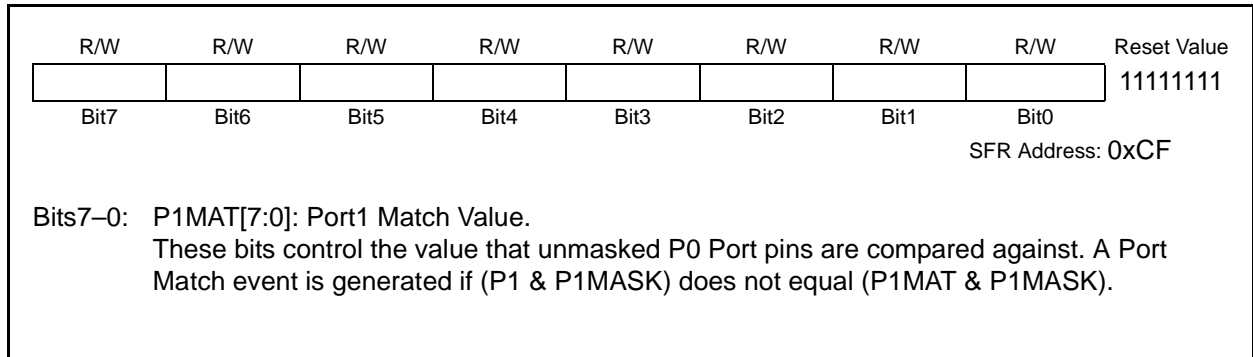 R/W R/W R/W R/W R/W R/W R/W R/W Reset Value
11111111
Bit7 Bit6 Bit5 Bit4 Bit3 Bit2 Bit1 Bit0
SFR Address: 0xCF
Bits7–0: P1MAT[7:0]: Port1 Match Value.
These bits control the value that unmasked P0 Port pins are compared against. A Port
Match event is generated if (P1 & P1MASK) does not equal (P1MAT & P1MASK).